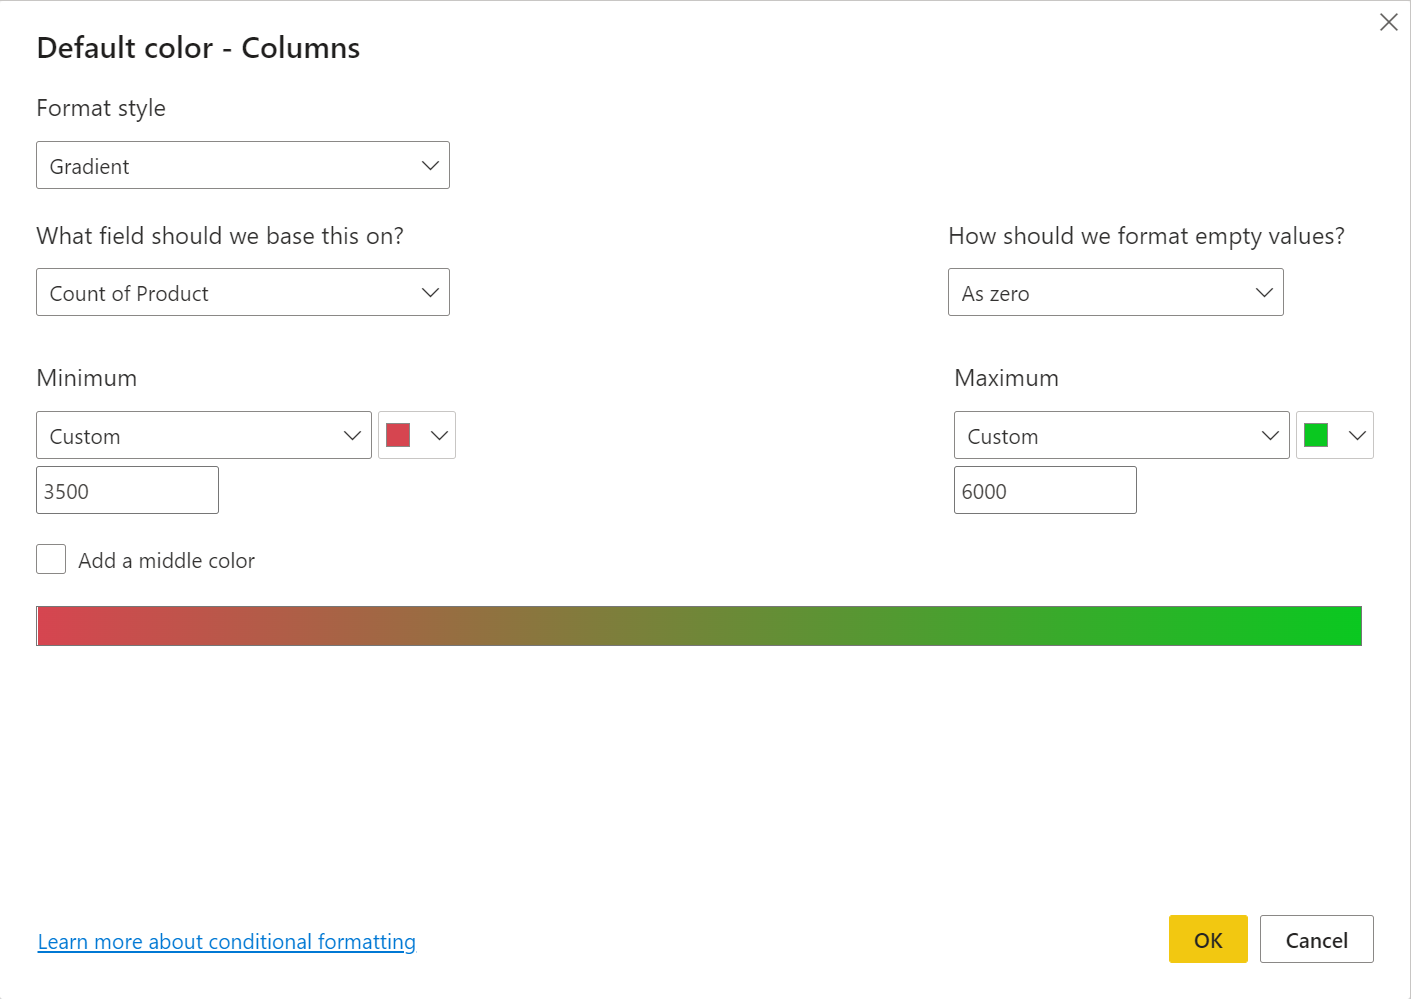 Default color - Columns
Format style
Gradient
What field should we base this on?
How should we format empty values?
Count of Product
As zero
Minimum
Maximum
Custom
Custom
3500
6000
Add a middle color
Learn more about conditional formatting
OK
Cancel